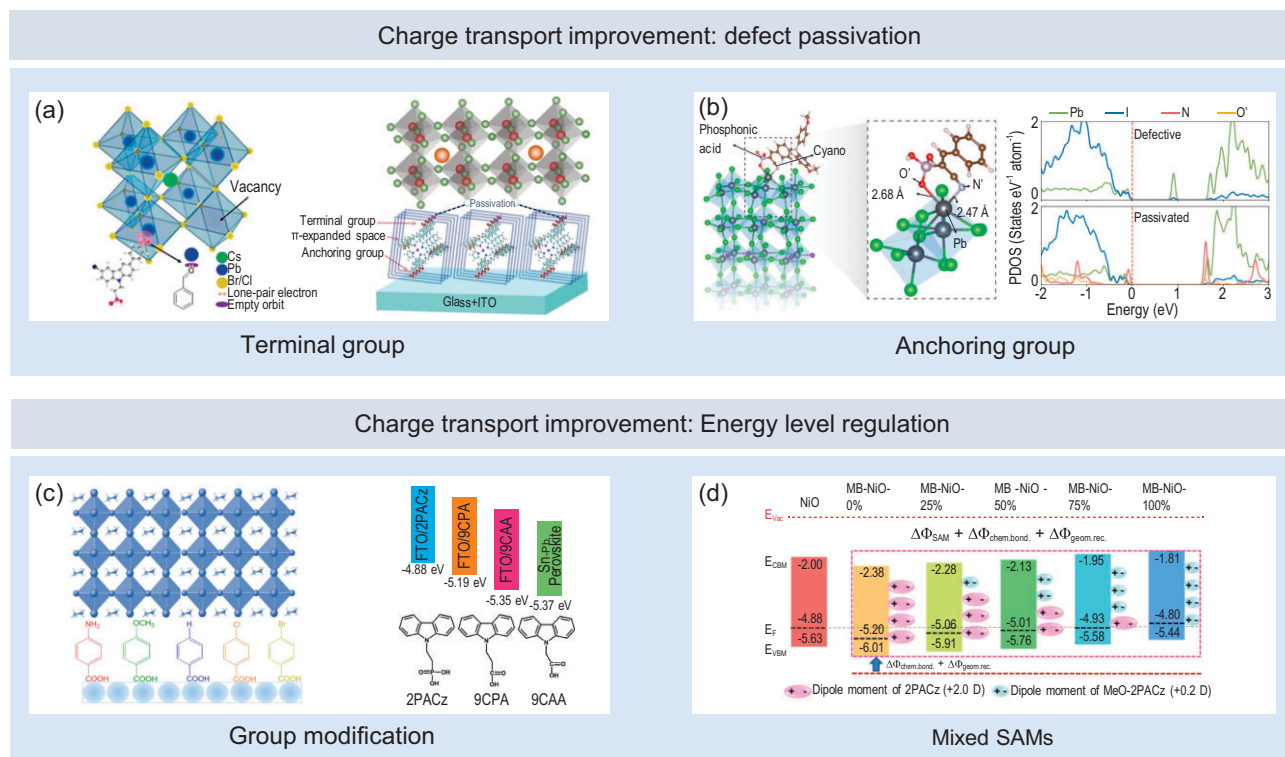 Charge transport improvement: defect passivation
(a)
Vacancy
Cs
Pb
Br/Cl
Lone-pair electron
Empty orbit
Passivation
Terminal group
π-expanded space
Anchoring group
Glass+ITO
Terminal group
(b)
Phosphonic
acid
Cyano
O'
N'
2.68 Å
2.47 Å
Pb
Pb I N O'
PDOS (States eV⁻¹ atom⁻¹)
2
Defective
0
2
Passivated
0
-2 -1 0 1 2 3
Energy (eV)
Anchoring group
Charge transport improvement: Energy level regulation
(c)
NH₂ OCH₃ H Cl Br
COOH COOH COOH COOH COOH
FTO/2PACz
-4.88 eV
FTO/9CPA
-5.19 eV
FTO/9CAA
-5.35 eV
Sn-Pb
Perovskite
-5.37 eV
N N N
O P OH
OH
O
OH
O
OH
2PACz 9CPA 9CAA
Group modification
(d)
NiO
MB-NiO-
0%
MB-NiO-
25%
MB -NiO -
50%
MB-NiO-
75%
MB-NiO-
100%
E_Vac
ΔΦ_SAM + ΔΦ_chem.bond. + ΔΦ_geom.rec.
E_CBM
-2.00 -2.38 -2.28 -2.13 -1.95 -1.81
E_F
-4.88 -5.20 -5.06 -5.01 -4.93 -4.80
E_VBM
-5.63 -6.01 -5.91 -5.76 -5.58 -5.44
ΔΦ_chem.bond. + ΔΦ_geom.rec.
Dipole moment of 2PACz (+2.0 D) Dipole moment of MeO-2PACz (+0.2 D)
Mixed SAMs